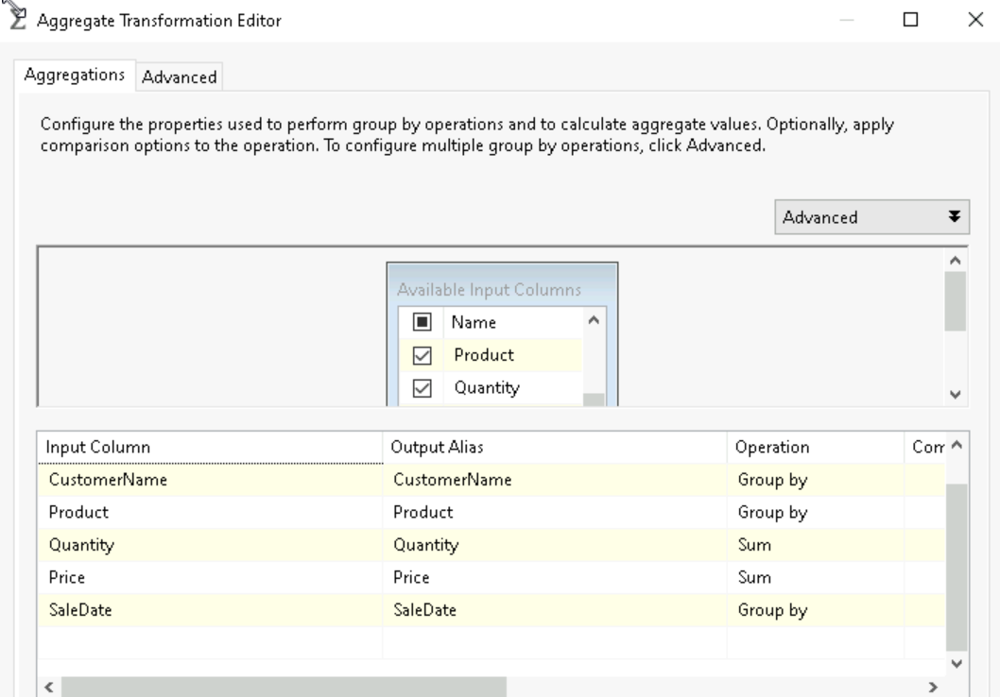 Aggregate Transformation Editor
Aggregations Advanced
Configure the properties used to perform group by operations and to calculate aggregate values. Optionally, apply
comparison options to the operation. To configure multiple group by operations, click Advanced.
Advanced
Available Input Columns
Name
Product
Quantity
Input Column Output Alias Operation Com
CustomerName CustomerName Group by
Product Product Group by
Quantity Quantity Sum
Price Price Sum
SaleDate SaleDate Group by